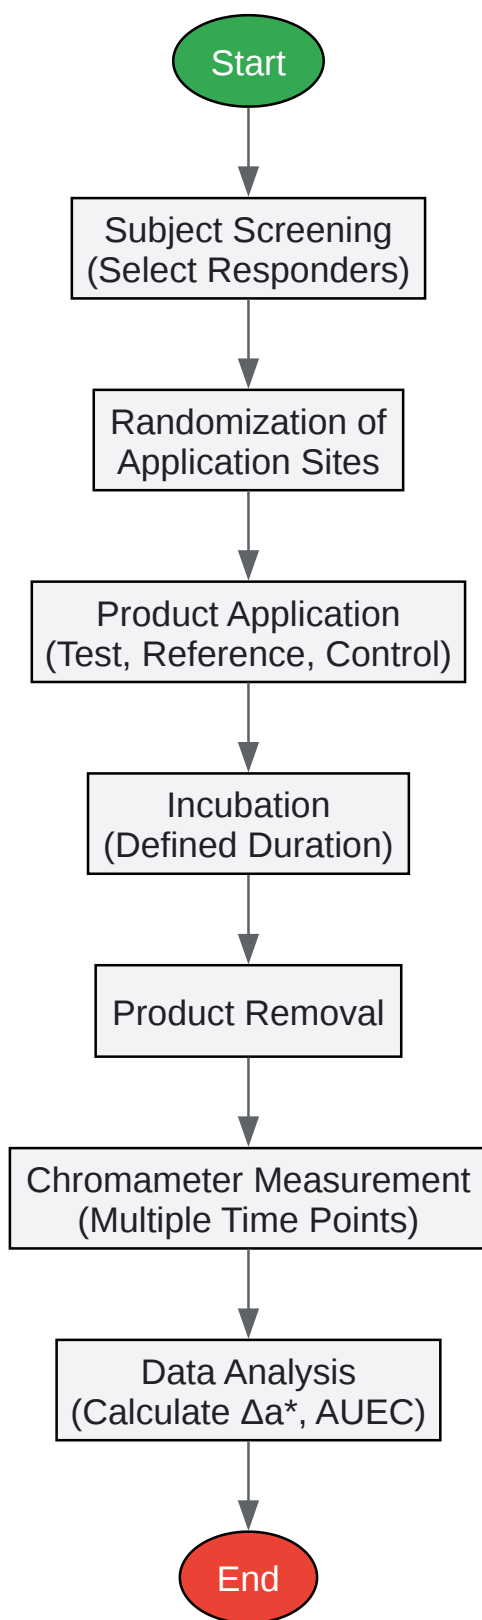 Start
Subject Screening
(Select Responders)
Randomization of
Application Sites
Product Application
(Test, Reference, Control)
Incubation
(Defined Duration)
Product Removal
Chromameter Measurement
(Multiple Time Points)
Data Analysis
(Calculate Δa*, AUEC)
End